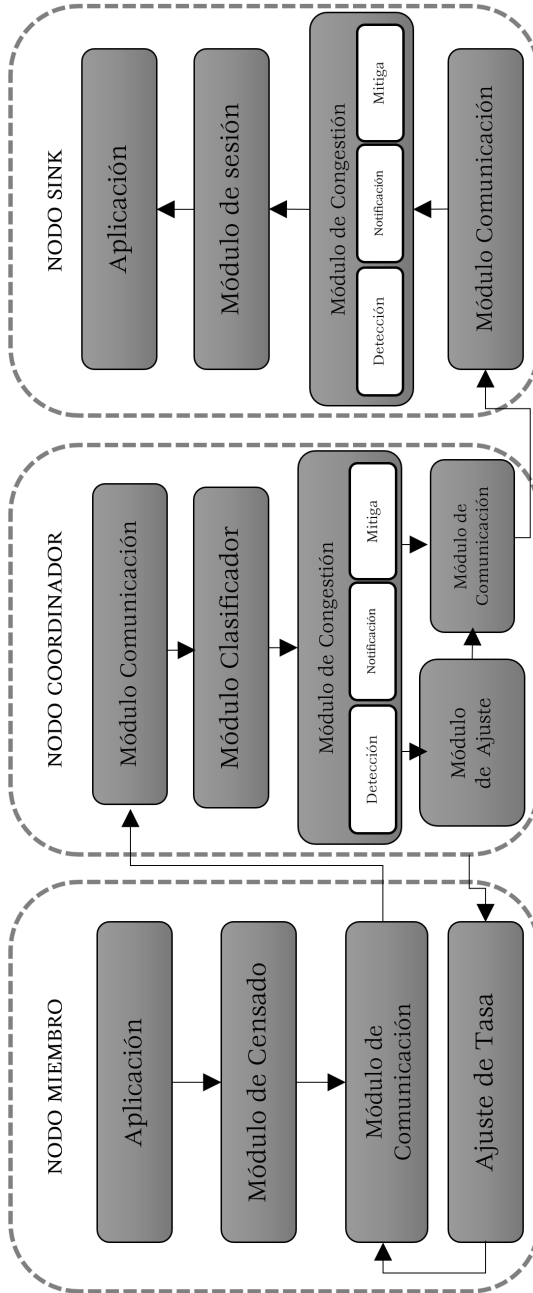 NODO MIEMBRO
Aplicación
Módulo de Censado
Módulo de
Comunicación
Ajuste de Tasa
NODO COORDINADOR
Módulo Comunicación
Módulo Clasificador
Módulo de Congestión
Detección
Notificación
Mitiga
Módulo
de Ajuste
Módulo de
Comunicación
NODO SINK
Aplicación
Módulo de sesión
Módulo de Congestión
Detección
Notificación
Mitiga
Módulo Comunicación